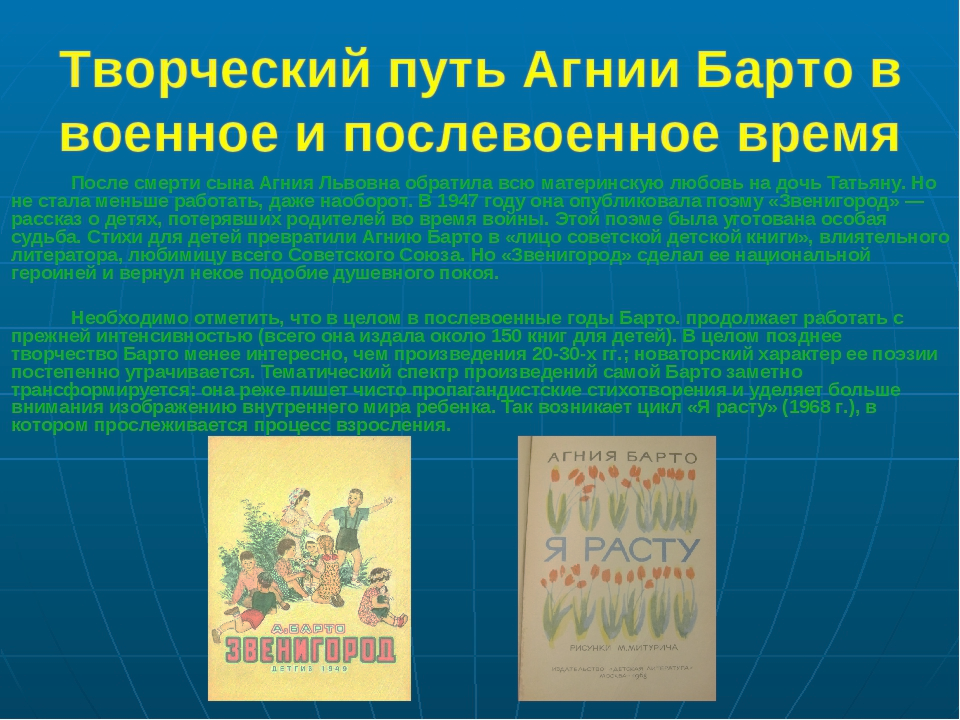 Творческий путь Агнии Барто в
военное и послевоенное время
После смерти сына Агния Львовна обратила всю материнскую любовь на дочь Татьяну. Но
не стала меньше работать, даже наоборот. В 1947 году она опубликовала поэму «Звенигород» —
рассказ о детях, потерявших родителей во время войны. Этой поэме была уготована особая
судьба. Стихи для детей превратили Агнию Барто в «лицо советской детской книги», влиятельного
литератора, любимицу всего Советского Союза. Но «Звенигород» сделал ее национальной
героиней и вернул некое подобие душевного покоя.
Необходимо отметить, что в целом в послевоенные годы Барто. продолжает работать с
прежней интенсивностью (всего она издала около 150 книг для детей). В целом позднее
творчество Барто менее интересно, чем произведения 20-30-х гг.; новаторский характер ее поэзии
постепенно утрачивается. Тематический спектр произведений самой Барто заметно
трансформируется: она реже пишет чисто пропагандистские стихотворения и уделяет больше
внимания изображению внутреннего мира ребенка. Так возникает цикл «Я расту» (1968 г.), в
котором прослеживается процесс взросления.
А. БАРТО
ЗВЕНИГОРОД
ДЕТГИЗ 1949
АГНИЯ БАРТО
Я РАСТУ
РИСУНКИ М. МИТУРИЧА
ИЗДАТЕЛЬСТВО «ДЕТСКАЯ ЛИТЕРАТУРА»
МОСКВА